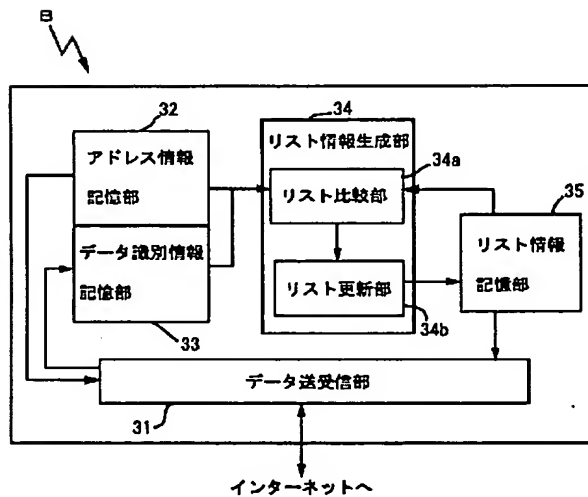 B
32
アドレス情報
記憶部
データ識別情報
記憶部
33
34
リスト情報生成部
34a
リスト比較部
リスト更新部
34b
35
リスト情報
記憶部
データ送受信部
31
インターネットへ